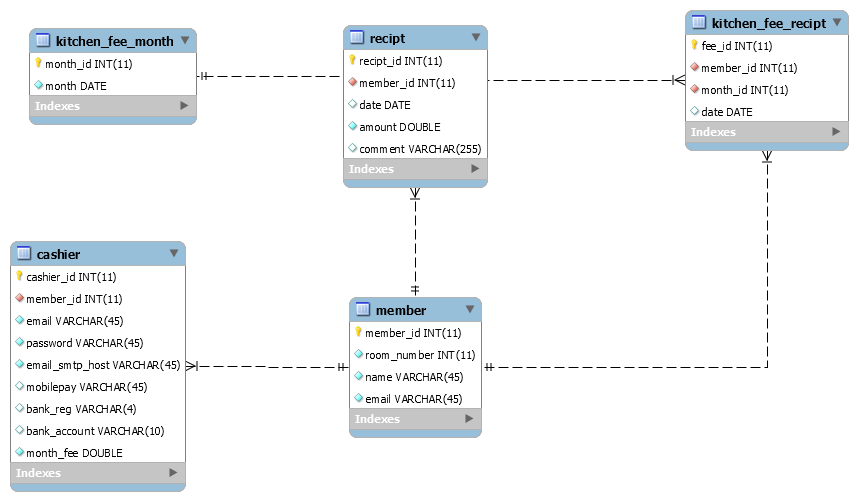 kitchen_fee_month
month_id INT(11)
month DATE
Indexes
recipt
recipt_id INT(11)
member_id INT(11)
date DATE
amount DOUBLE
comment VARCHAR(255)
Indexes
kitchen_fee_recipt
fee_id INT(11)
member_id INT(11)
month_id INT(11)
date DATE
Indexes
cashier
cashier_id INT(11)
member_id INT(11)
email VARCHAR(45)
password VARCHAR(45)
email_smtp_host VARCHAR(45)
mobilepay VARCHAR(45)
bank_reg VARCHAR(4)
bank_account VARCHAR(10)
month_fee DOUBLE
Indexes
member
member_id INT(11)
room_number INT(11)
name VARCHAR(45)
email VARCHAR(45)
Indexes